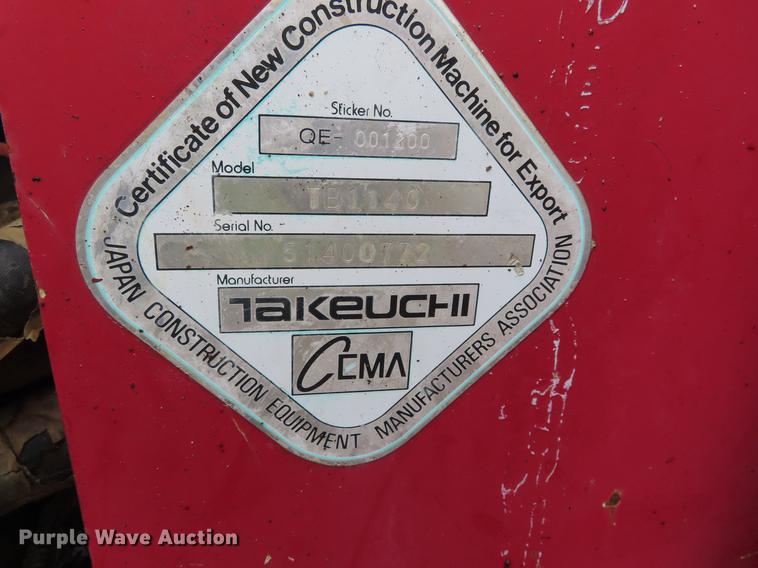 Certificate of New Construction Machine for Export
Sticker No.
QE- 001200
Model
TB1140
Serial No.
51400772
Manufacturer
TAKEUCHI
CEMA
JAPAN CONSTRUCTION EQUIPMENT MANUFACTURERS ASSOCIATION
Purple Wave Auction